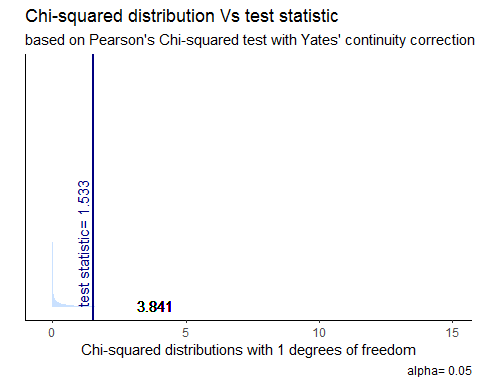 Chi-squared distribution Vs test statistic
based on Pearson's Chi-squared test with Yates' continuity correction
test statistic= 1.533
3.841
0 5 10 15
Chi-squared distributions with 1 degrees of freedom
alpha= 0.05